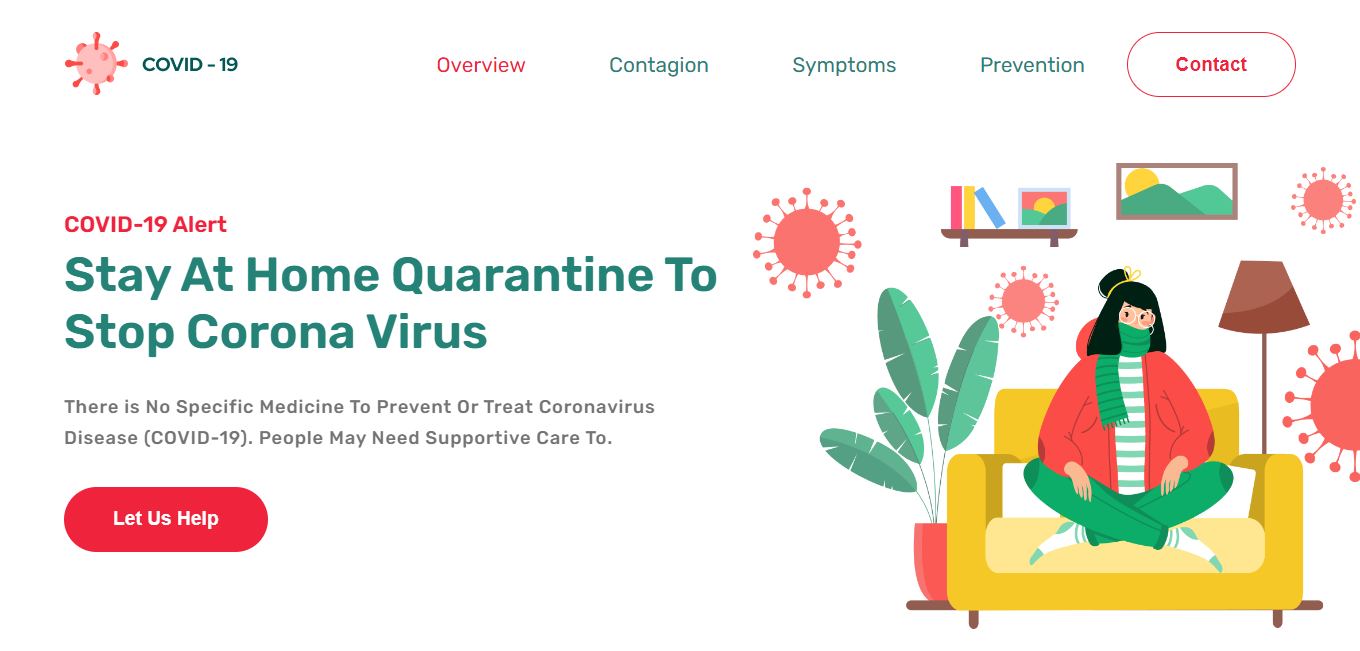 COVID - 19
Overview
Contagion
Symptoms
Prevention
Contact
COVID-19 Alert
Stay At Home Quarantine To
Stop Corona Virus
There is No Specific Medicine To Prevent Or Treat Coronavirus
Disease (COVID-19). People May Need Supportive Care To.
Let Us Help